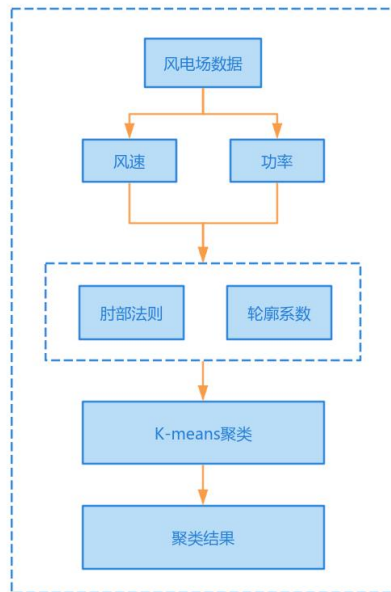 风电场数据
风速
功率
肘部法则
轮廓系数
K-means聚类
聚类结果